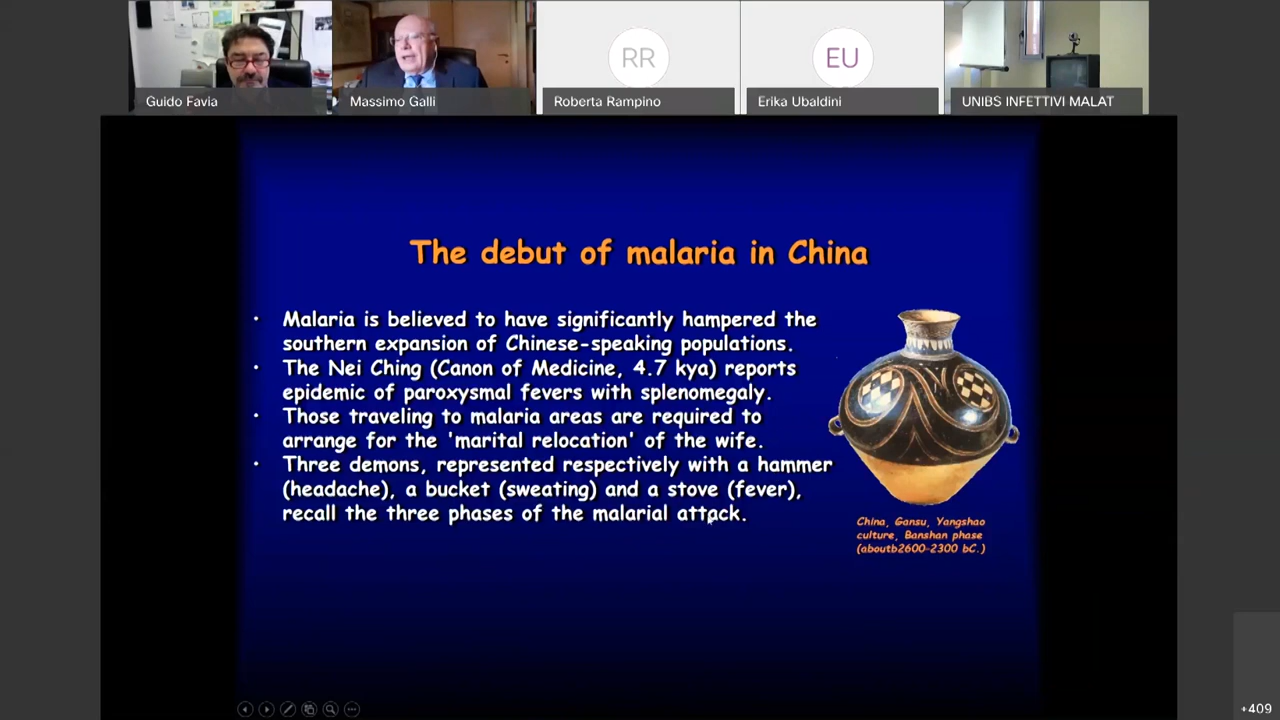 Guido Favia
Massimo Galli
RR
Roberta Rampino
EU
Erika Ubaldini
UNIBS INFETTIVI MALAT
The debut of malaria in China
· Malaria is believed to have significantly hampered the
southern expansion of Chinese-speaking populations.
· The Nei Ching (Canon of Medicine, 4.7 kya) reports
epidemic of paroxysmal fevers with splenomegaly.
· Those traveling to malaria areas are required to
arrange for the 'marital relocation' of the wife.
· Three demons, represented respectively with a hammer
(headache), a bucket (sweating) and a stove (fever),
recall the three phases of the malarial attack.
China, Gansu, Yangshao
culture, Banshan phase
(aboutb2600-2300 bC.)
+409